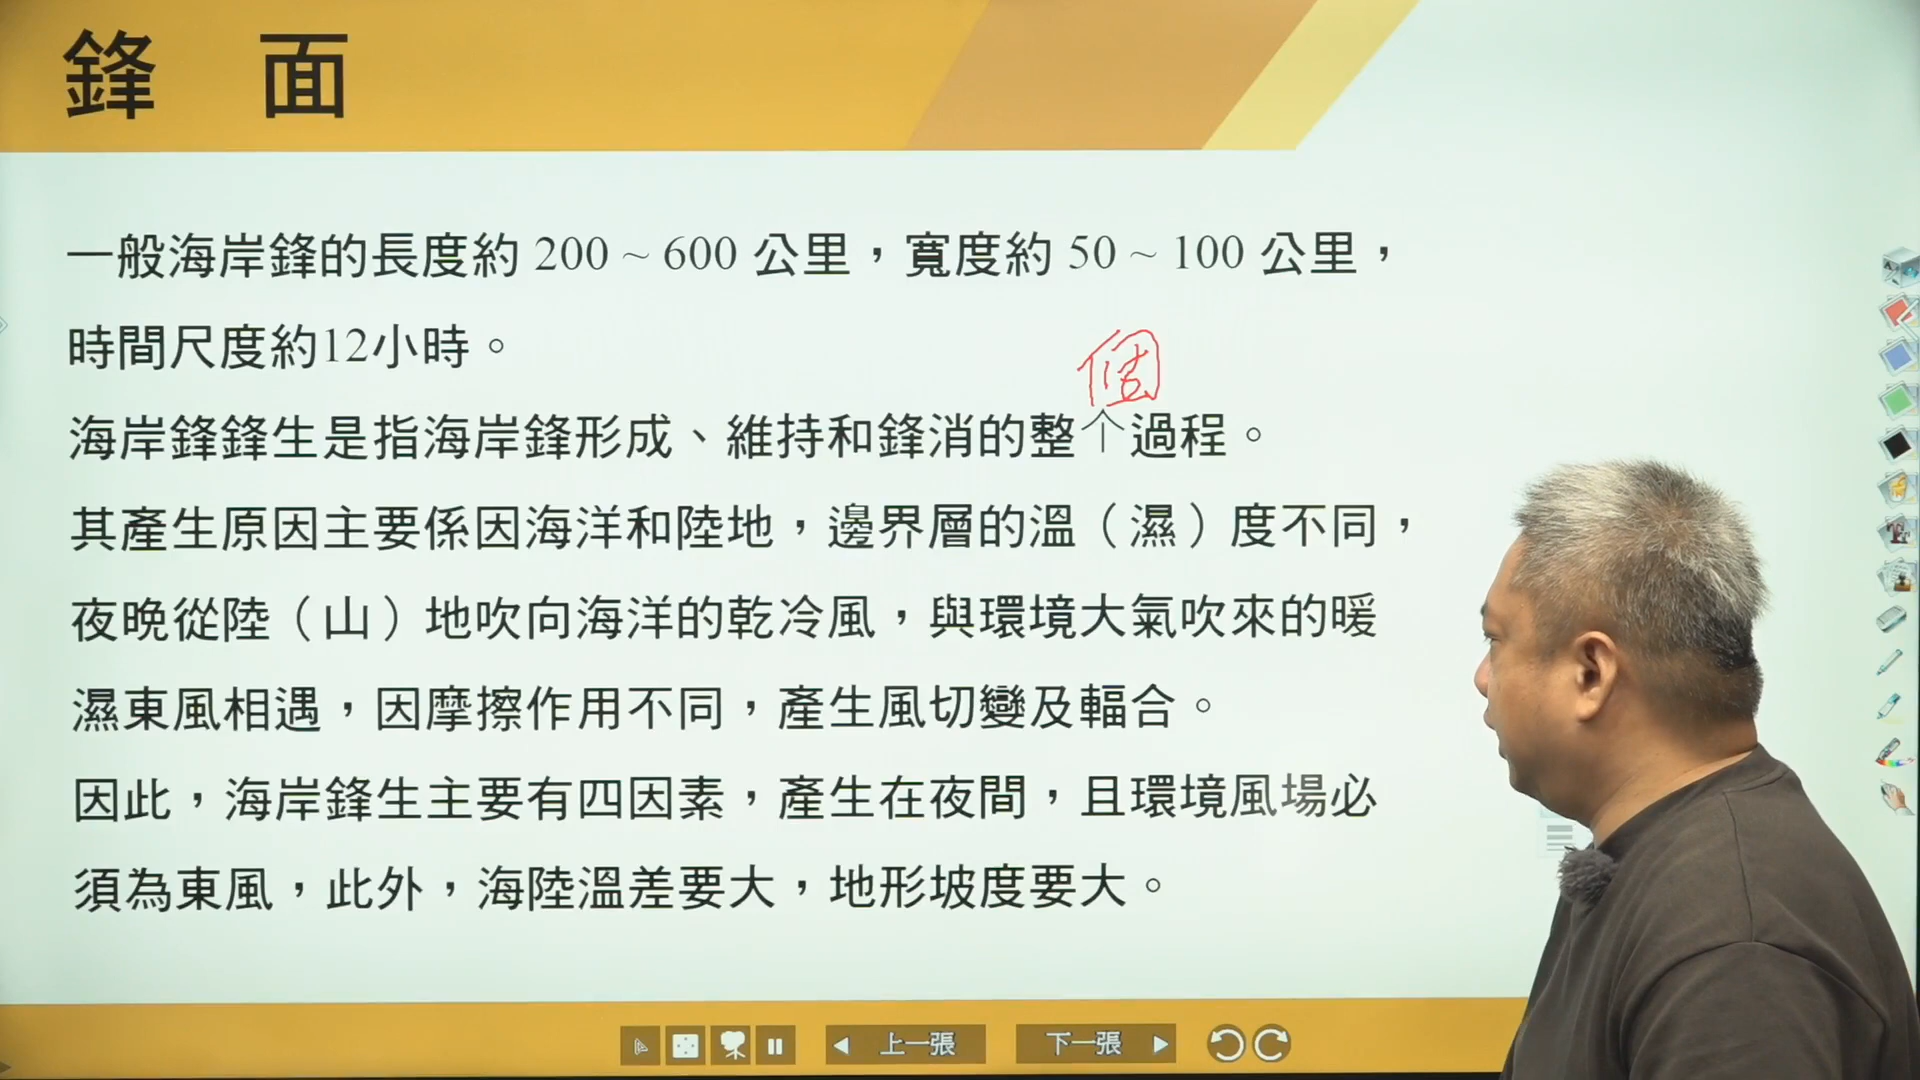 鋒 面
一般海岸鋒的長度約 200 ~ 600 公里，寬度約 50 ~ 100 公里，
時間尺度約12小時。
個
海岸鋒鋒生是指海岸鋒形成、維持和鋒消的整个過程。
其產生原因主要係因海洋和陸地，邊界層的溫（濕）度不同，
夜晚從陸（山）地吹向海洋的乾冷風，與環境大氣吹來的暖
濕東風相遇，因摩擦作用不同，產生風切變及輻合。
因此，海岸鋒生主要有四因素，產生在夜間，且環境風場必
須為東風，此外，海陸溫差要大，地形坡度要大。
上一張
下一張